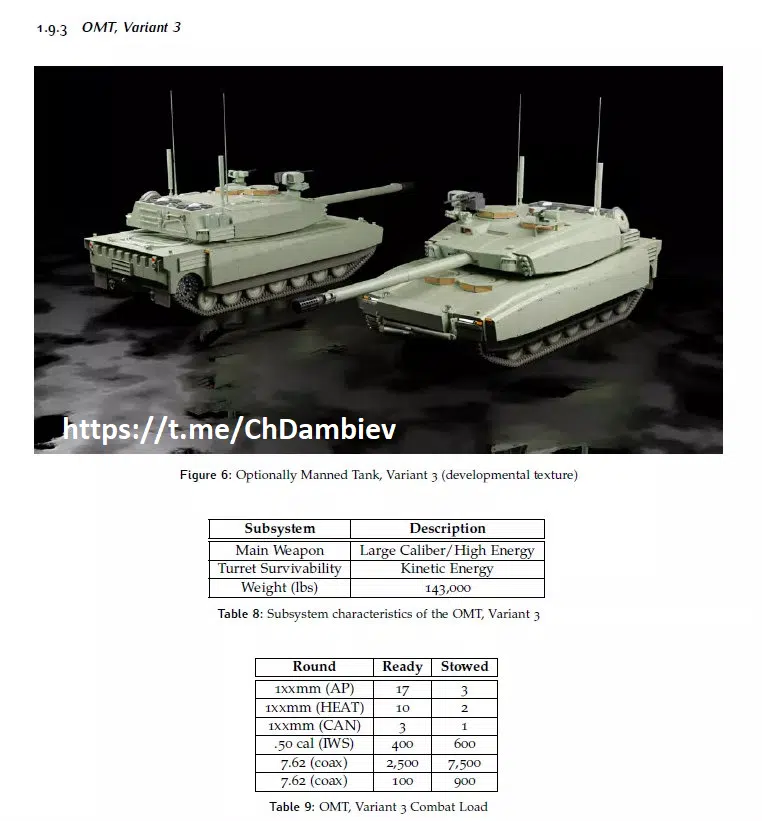 1.9.3 OMT, Variant 3
https://t.me/ChDambiev
Figure 6: Optionally Manned Tank, Variant 3 (developmental texture)
Subsystem Description
Main Weapon Large Caliber/High Energy
Turret Survivability Kinetic Energy
Weight (lbs) 143,000
Table 8: Subsystem characteristics of the OMT, Variant 3
Round Ready Stowed
1xxmm (AP) 17 3
1xxmm (HEAT) 10 2
1xxmm (CAN) 3 1
.50 cal (IWS) 400 600
7.62 (coax) 2,500 7,500
7.62 (coax) 100 900
Table 9: OMT, Variant 3 Combat Load